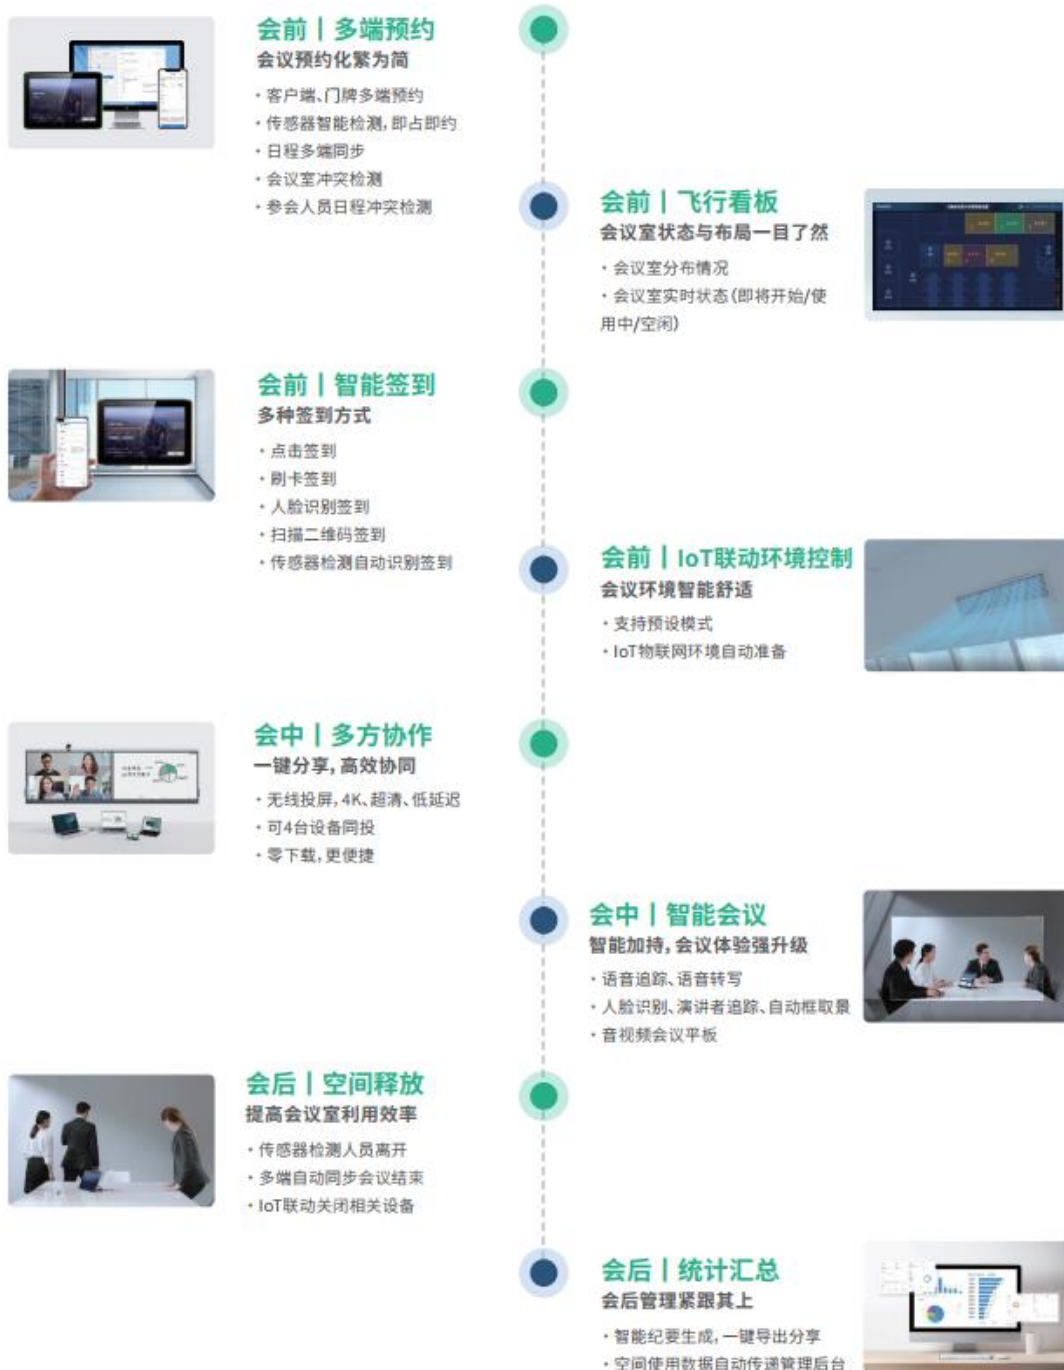 会前丨多端预约
会议预约化繁为简
·客户端、门牌多端预约
·传感器智能检测，即占即约
·日程多端同步
·会议室冲突检测
·参会人员日程冲突检测
会前丨飞行看板
会议室状态与布局一目了然
·会议室分布情况
·会议室实时状态（即将开始/使
用中/空闲）
会前丨智能签到
多种签到方式
·点击签到
·刷卡签到
·人脸识别签到
·扫描二维码签到
·传感器检测自动识别签到
会前丨IoT联动环境控制
会议环境智能舒适
·支持预设模式
·IoT物联网环境自动准备
会中丨多方协作
一键分享，高效协同
·无线投屏，4K、超清、低延迟
·可4台设备同投
·零下载，更便捷
会中丨智能会议
智能加持，会议体验强升级
·语音追踪、语音转写
·人脸识别、演讲者追踪、自动框取景
·音视频会议平板
会后丨空间释放
提高会议室利用效率
·传感器检测人员离开
·多端自动同步会议结束
·IoT联动关闭相关设备
会后丨统计汇总
会后管理紧跟其上
·智能纪要生成，一键导出分享
·空间使用数据自动传递管理后台